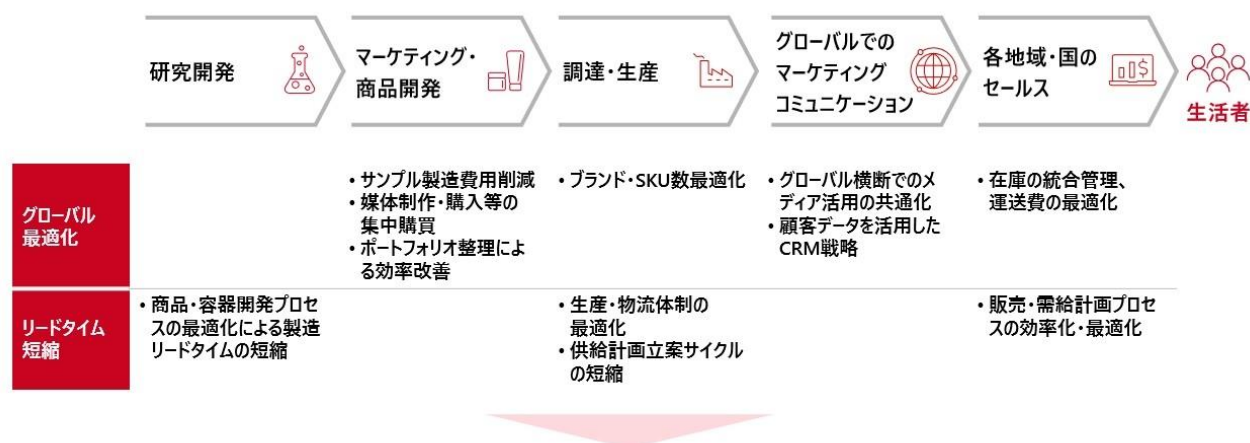 研究開発
マーケティング・
商品開発
調達・生産
グローバルでの
マーケティング
コミュニケーション
各地域・国の
セールス
生活者
グローバル
最適化
• サンプル製造費用削減
• 媒体制作・購入等の
集中購買
• ポートフォリオ整理によ
る効率改善
• ブランド・SKU数最適化
• グローバル横断でのメ
ディア活用の共通化
• 顧客データを活用した
CRM戦略
• 在庫の統合管理、
運送費の最適化
リードタイム
短縮
• 商品・容器開発プロセ
スの最適化による製造
リードタイムの短縮
• 生産・物流体制の
最適化
• 供給計画立案サイクル
の短縮
• 販売・需給計画プロセ
スの効率化・最適化